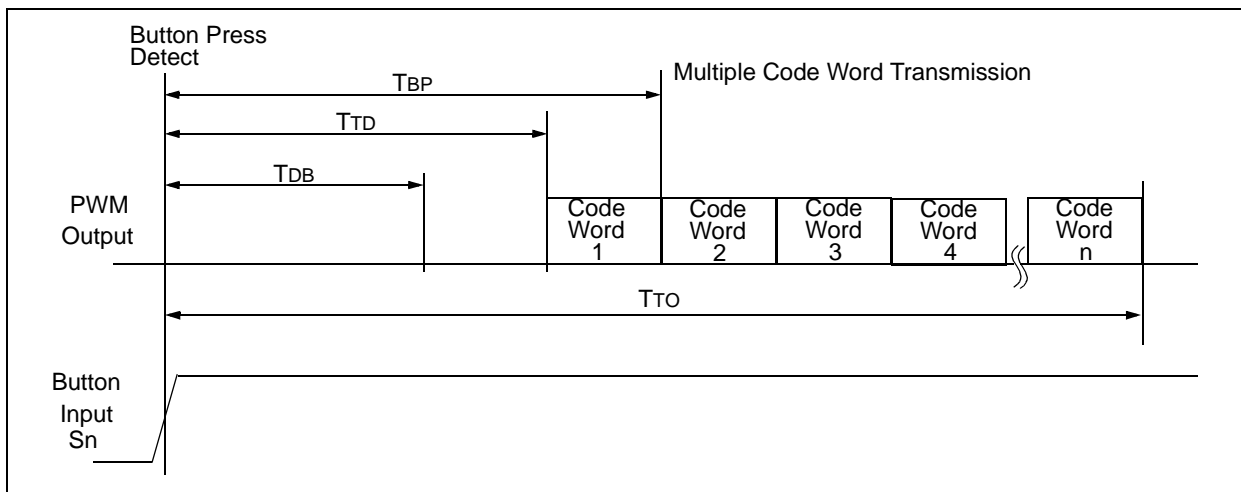 Button Press
Detect
TBP
Multiple Code Word Transmission
TTD
TDB
PWM
Output
Code
Word
1
Code
Word
2
Code
Word
3
Code
Word
4
Code
Word
n
TTO
Button
Input
Sn